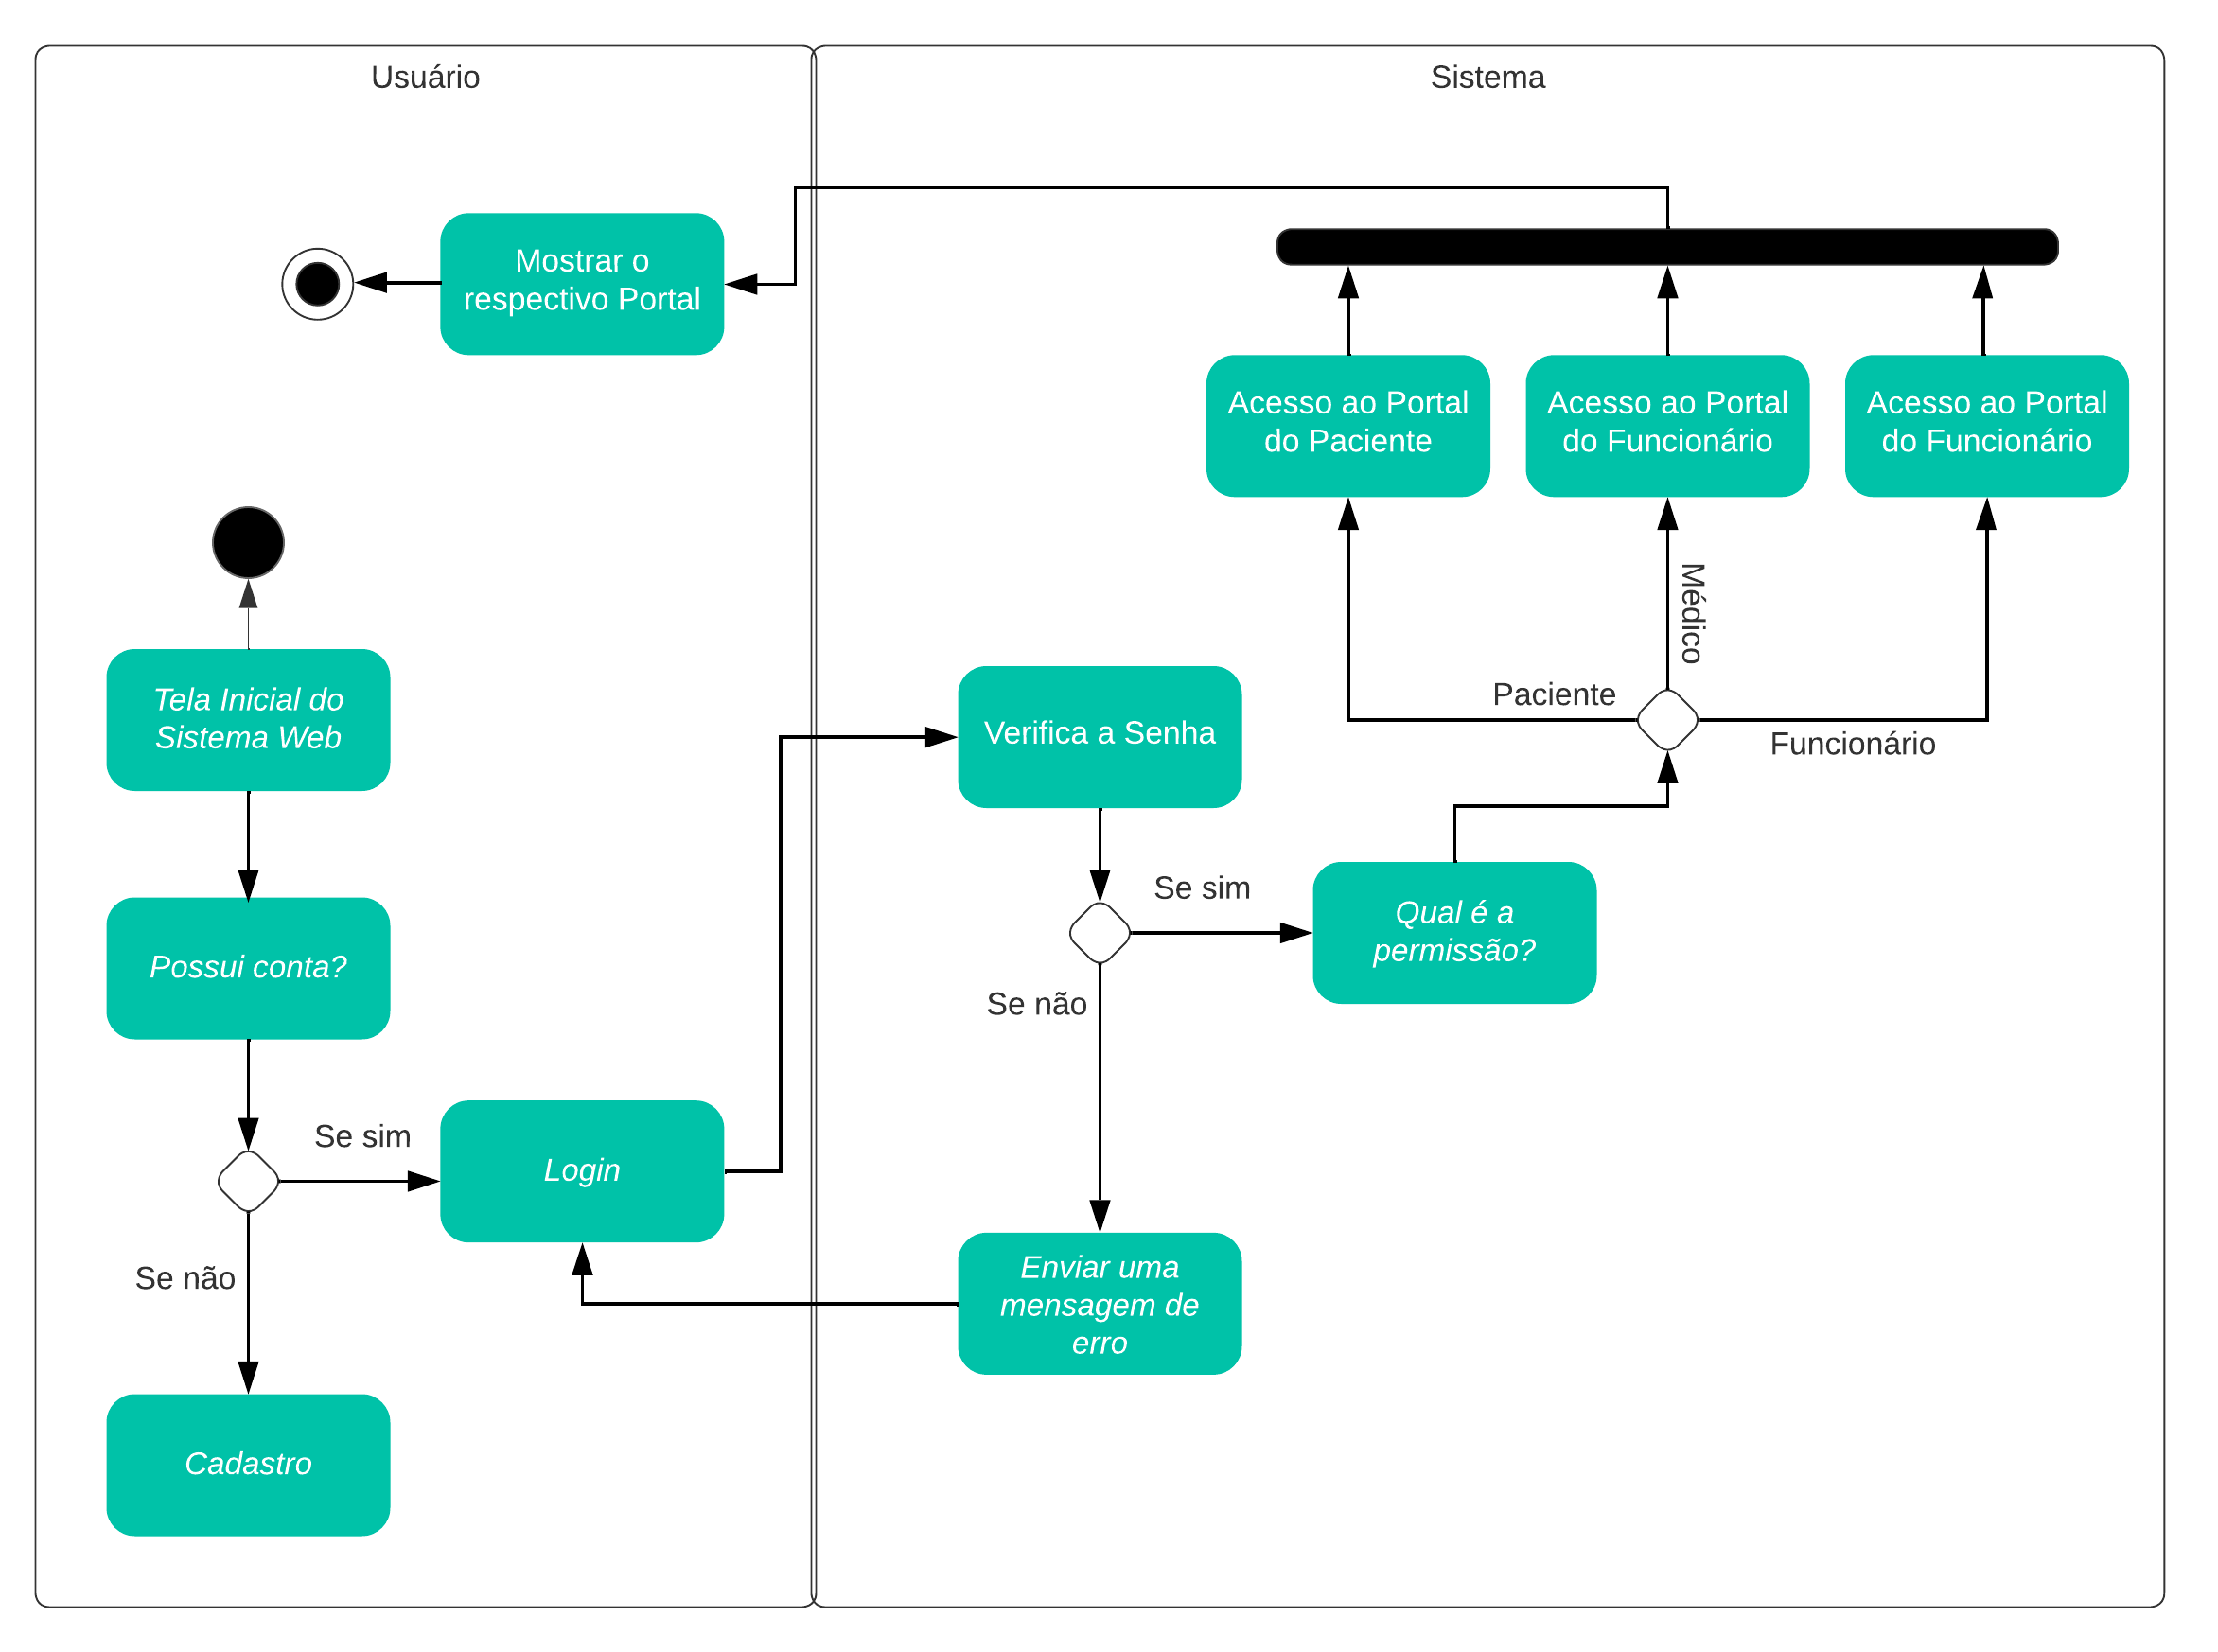 Usuário
Sistema
Mostrar o
respectivo Portal
Acesso ao Portal
do Paciente
Acesso ao Portal
do Funcionário
Acesso ao Portal
do Funcionário
Médico
Paciente
Funcionário
Tela Inicial do
Sistema Web
Verifica a Senha
Se sim
Qual é a
permissão?
Possui conta?
Se não
Se sim
Login
Se não
Enviar uma
mensagem de
erro
Cadastro